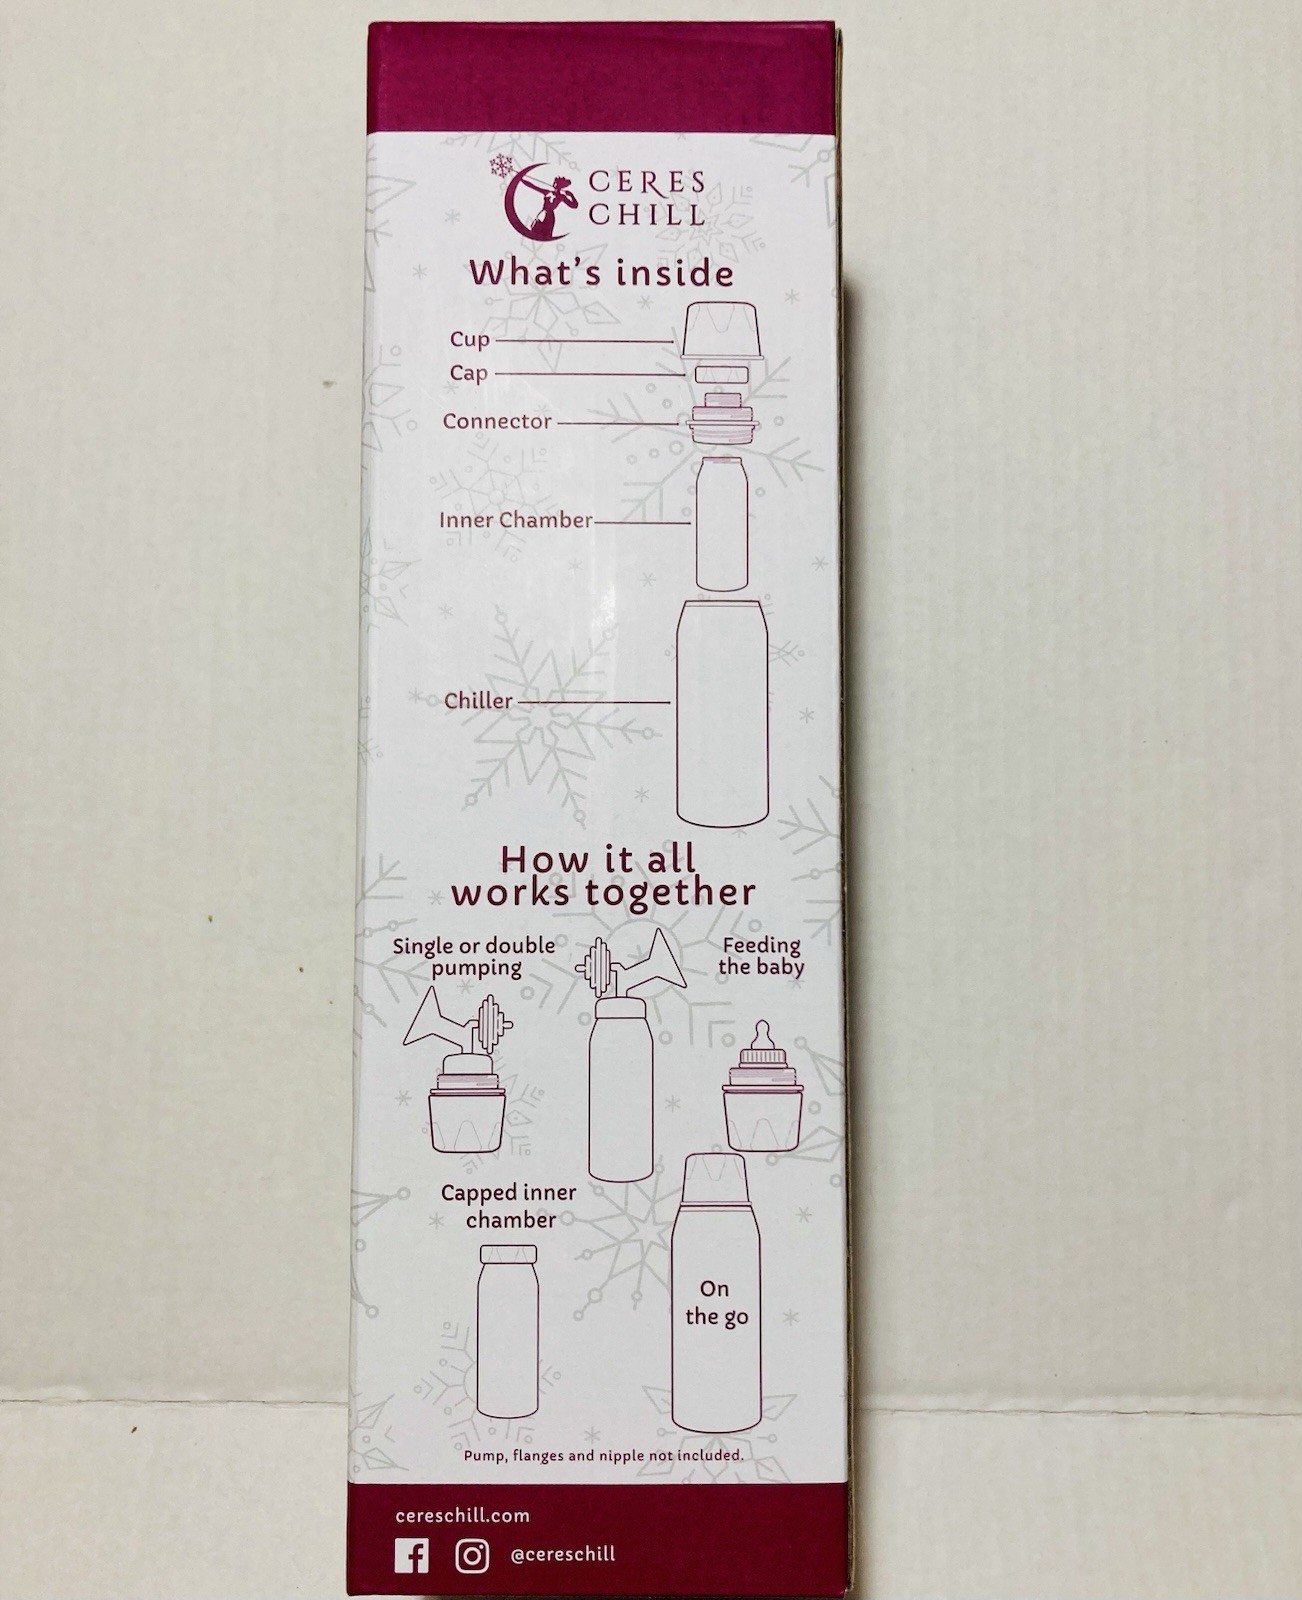 CERES
CHILL
What's inside
Cup
Cap
Connector
Inner Chamber
Chiller
How it all
works together
Single or double
pumping
Feeding
the baby
Capped inner
chamber
On
the go
Pump, flanges and nipple not included.
cereschill.com
@cereschill